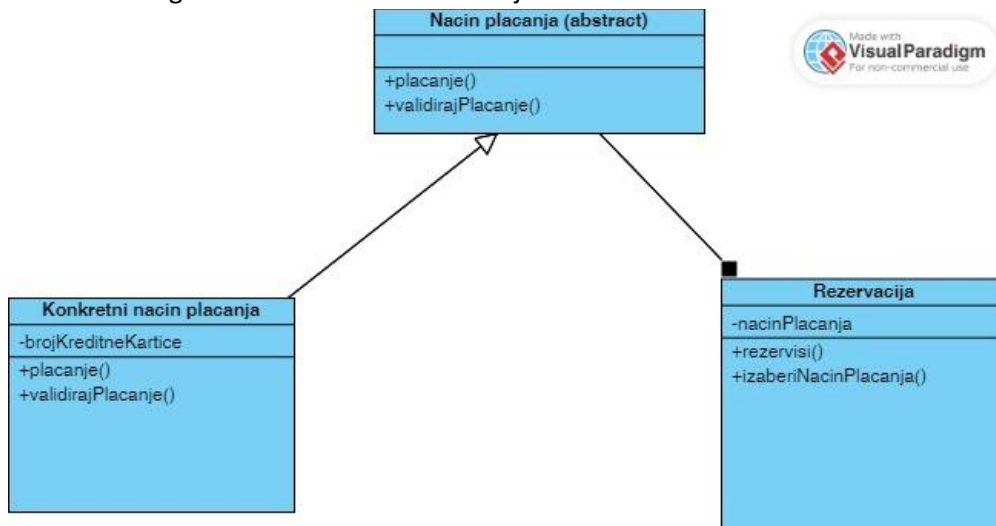 Nacin placanja (abstract)
+placanje()
+validirajPlacanje()
Made with
Visual Paradigm
For non-commercial use
Konkretni nacin placanja
-brojKreditneKartice
+placanje()
+validirajPlacanje()
Rezervacija
-nacinPlacanja
+rezervisi()
+izaberiNacinPlacanja()